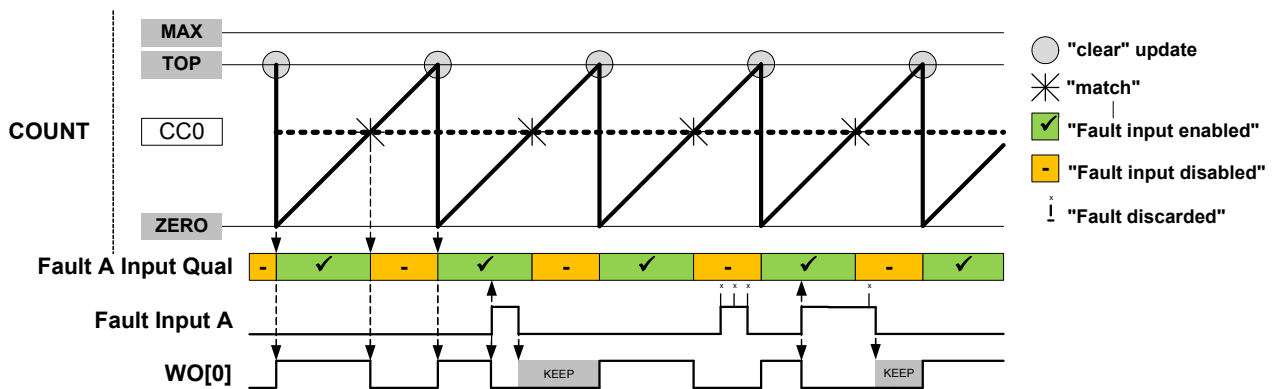 MAX
TOP
COUNT
CC0
ZERO
"clear" update
"match"
"Fault input enabled"
- "Fault input disabled"
x
"Fault discarded"
Fault A Input Qual
- ✓ - ✓ - ✓ - ✓ - ✓
x x x x
Fault Input A
WO[0]
KEEP
KEEP